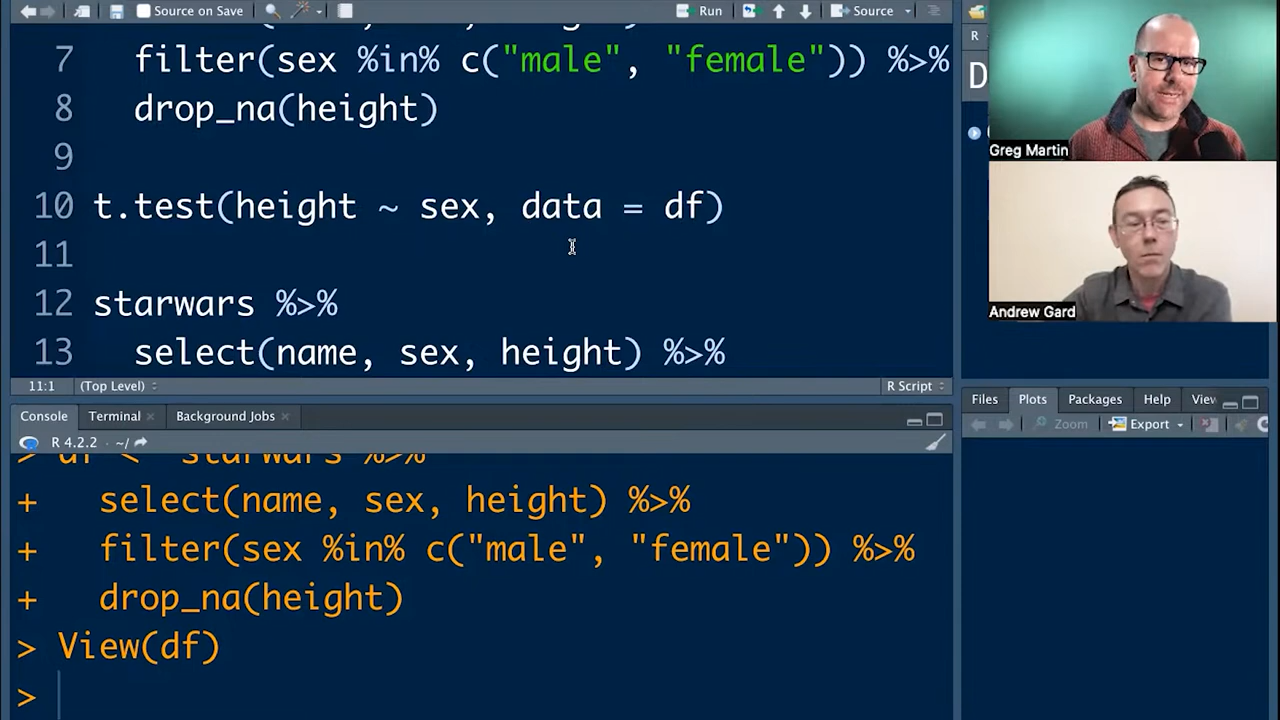 Source on Save
Run
Source
7 filter(sex %in% c("male", "female")) %>%
8 drop_na(height)
9
10 t.test(height ~ sex, data = df)
11
12 starwars %>%
13 select(name, sex, height) %>%
11:1 (Top Level) R Script
Console Terminal Background Jobs
R 4.2.2 · ~/
> df <- starwars %>%
+ select(name, sex, height) %>%
+ filter(sex %in% c("male", "female")) %>%
+ drop_na(height)
> View(df)
>
R
D
Greg Martin
Andrew Gard
Files Plots Packages Help View
Zoom Export